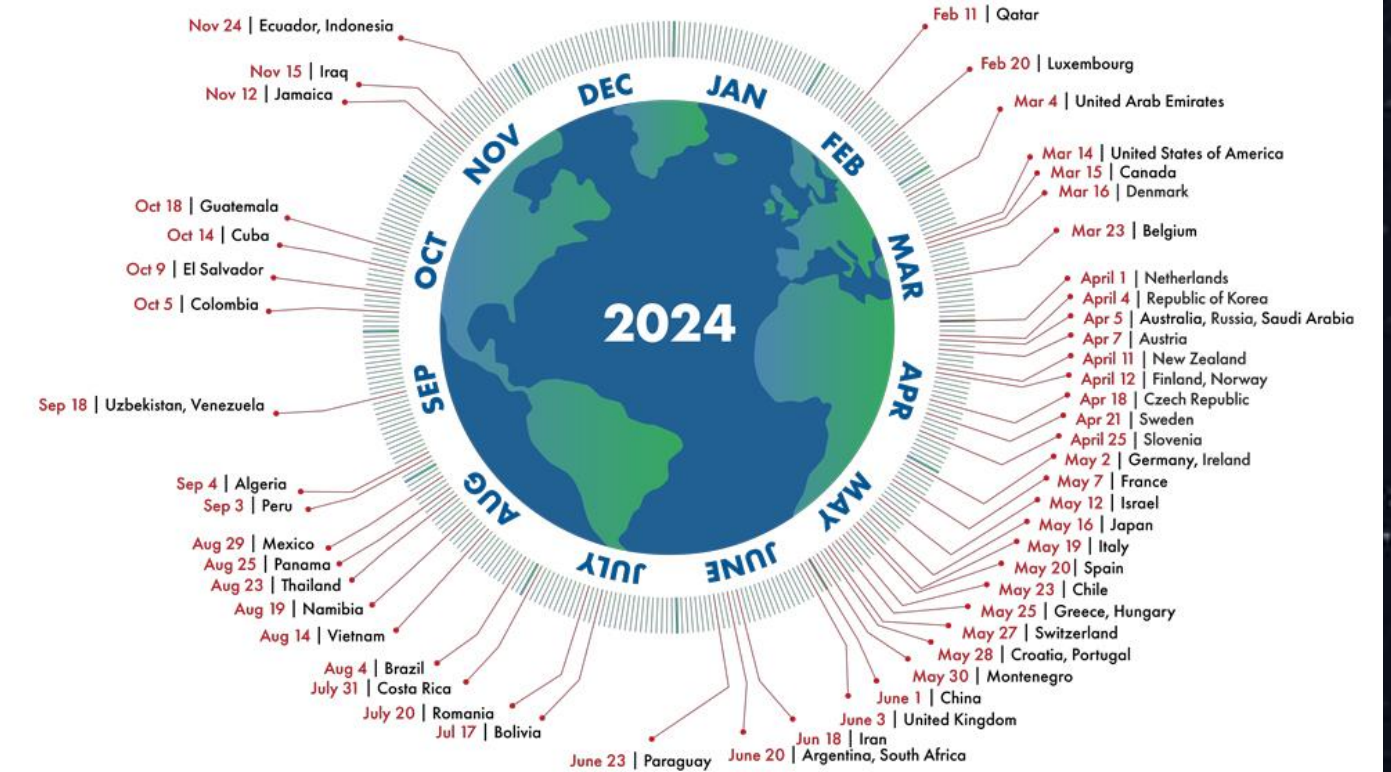 Nov 24 | Ecuador, Indonesia
Nov 15 | Iraq
Nov 12 | Jamaica
Oct 18 | Guatemala
Oct 14 | Cuba
Oct 9 | El Salvador
Oct 5 | Colombia
Sep 18 | Uzbekistan, Venezuela
Sep 4 | Algeria
Sep 3 | Peru
Aug 29 | Mexico
Aug 25 | Panama
Aug 23 | Thailand
Aug 19 | Namibia
Aug 14 | Vietnam
Aug 4 | Brazil
July 31 | Costa Rica
July 20 | Romania
Jul 17 | Bolivia
DEC
JAN
NOV
FEB
OCT
MAR
2024
SEP
APR
AUG
MAY
JULY
JUNE
Feb 11 | Qatar
Feb 20 | Luxembourg
Mar 4 | United Arab Emirates
Mar 14 | United States of America
Mar 15 | Canada
Mar 16 | Denmark
Mar 23 | Belgium
April 1 | Netherlands
April 4 | Republic of Korea
Apr 5 | Australia, Russia, Saudi Arabia
Apr 7 | Austria
April 11 | New Zealand
April 12 | Finland, Norway
Apr 18 | Czech Republic
Apr 21 | Sweden
April 25 | Slovenia
May 2 | Germany, Ireland
May 7 | France
May 12 | Israel
May 16 | Japan
May 19 | Italy
May 20| Spain
May 23 | Chile
May 25 | Greece, Hungary
May 27 | Switzerland
May 28 | Croatia, Portugal
May 30 | Montenegro
June 1 | China
June 3 | United Kingdom
Jun 18 | Iran
June 20 | Argentina, South Africa
June 23 | Paraguay